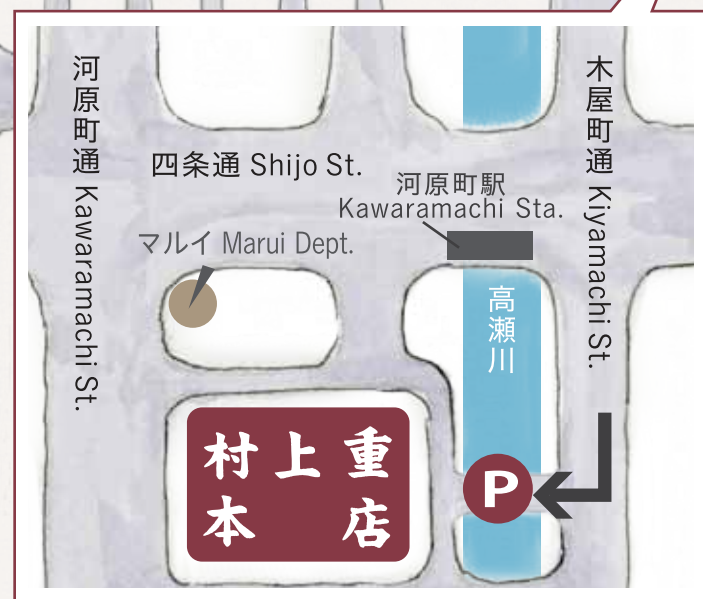 河原町通 Kawaramachi St.
木屋町通 Kiyamachi St.
四条通 Shijo St.
河原町駅
Kawaramachi Sta.
マルイ Marui Dept.
高瀬川
村上重
本店
P